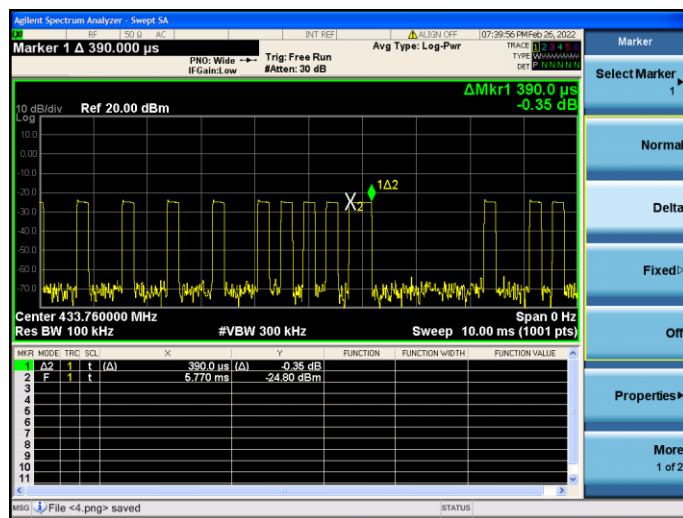 Agilent Spectrum Analyzer - Swept SA
RF 50 Ω AC INT REF ALIGN OFF 07:39:56 PM Feb 26, 2022
Marker 1 Δ 390.000 µs
PNO: Wide
IFGain:Low
Trig: Free Run
#Atten: 30 dB
Avg Type: Log-Pwr
TRACE 1 2 3 4 5 6
TYPE
DET P N N N N N
ΔMkr1 390.0 µs
-0.35 dB
10 dB/div Ref 20.00 dBm
Log
10.0
0.00
-10.0
-20.0
-30.0
-40.0
-50.0
-60.0
-70.0
1Δ2
X2
Center 433.760000 MHz Span 0 Hz
Res BW 100 kHz #VBW 300 kHz Sweep 10.00 ms (1001 pts)
MKR MODE TRC SCL X Y FUNCTION FUNCTION WIDTH FUNCTION VALUE
1 Δ2 1 t (Δ) 390.0 µs (Δ) -0.35 dB
2 F 1 t 5.770 ms -24.80 dBm
3
4
5
6
7
8
9
10
11
MSG File <4.png> saved STATUS
Marker
Select Marker
1
Normal
Delta
Fixed
Off
Properties
More
1 of 2